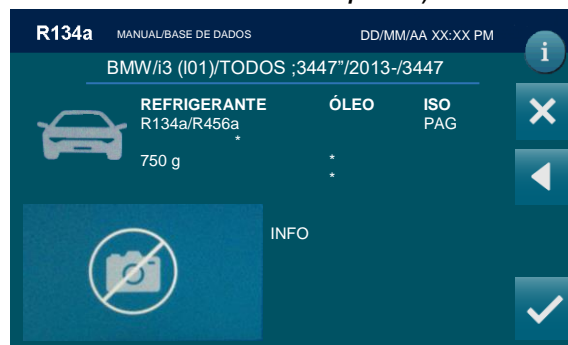 R134a MANUAL/BASE DE DADOS DD/MM/AA XX:XX PM
i
BMW/i3 (I01)/TODOS ;3447”/2013-/3447
REFRIGERANTE ÓLEO ISO
R134a/R456a PAG
*
750 g *
*
INFO